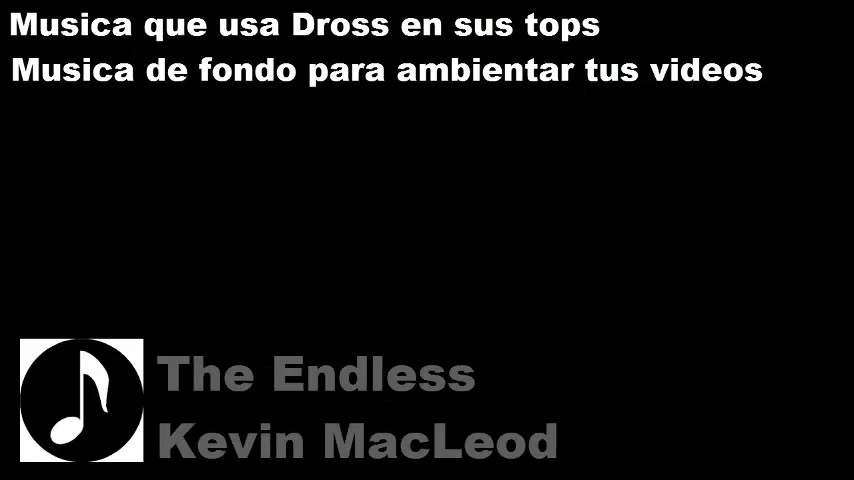 Musica que usa Dross en sus tops
Musica de fondo para ambientar tus videos
The Endless
Kevin MacLeod